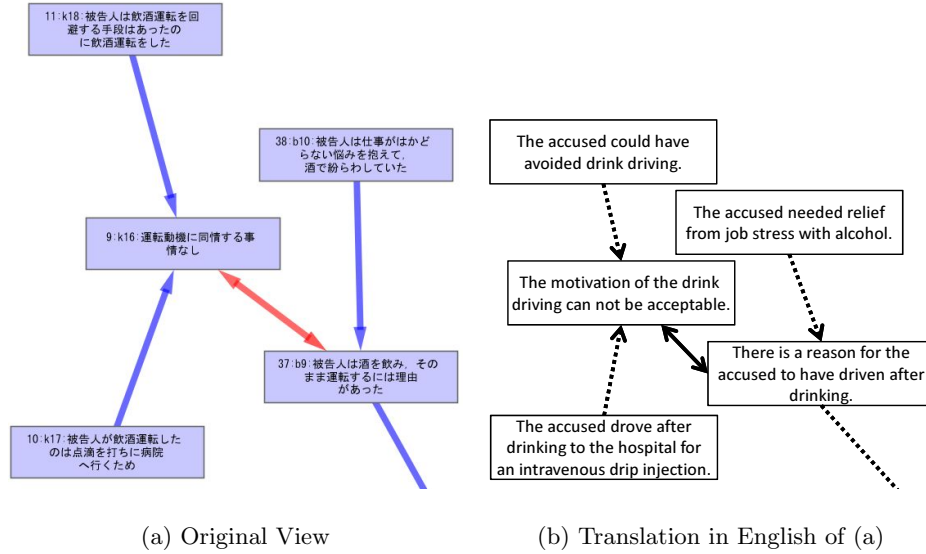 11:k18:被告人は飲酒運転を回
避する手段はあったの
に飲酒運転をした
38:b10:被告人は仕事がはかど
らない悩みを抱えて,
酒で紛らわしていた
9:k16:運転動機に同情する事
情なし
37:b9:被告人は酒を飲み, その
まま運転するには理由
があった
10:k17:被告人が飲酒運転した
のは点滴を打ちに病院
へ行くため
(a) Original View
The accused could have
avoided drink driving.
The accused needed relief
from job stress with alcohol.
The motivation of the drink
driving can not be acceptable.
There is a reason for the
accused to have driven after
drinking.
The accused drove after
drinking to the hospital for
an intravenous drip injection.
(b) Translation in English of (a)